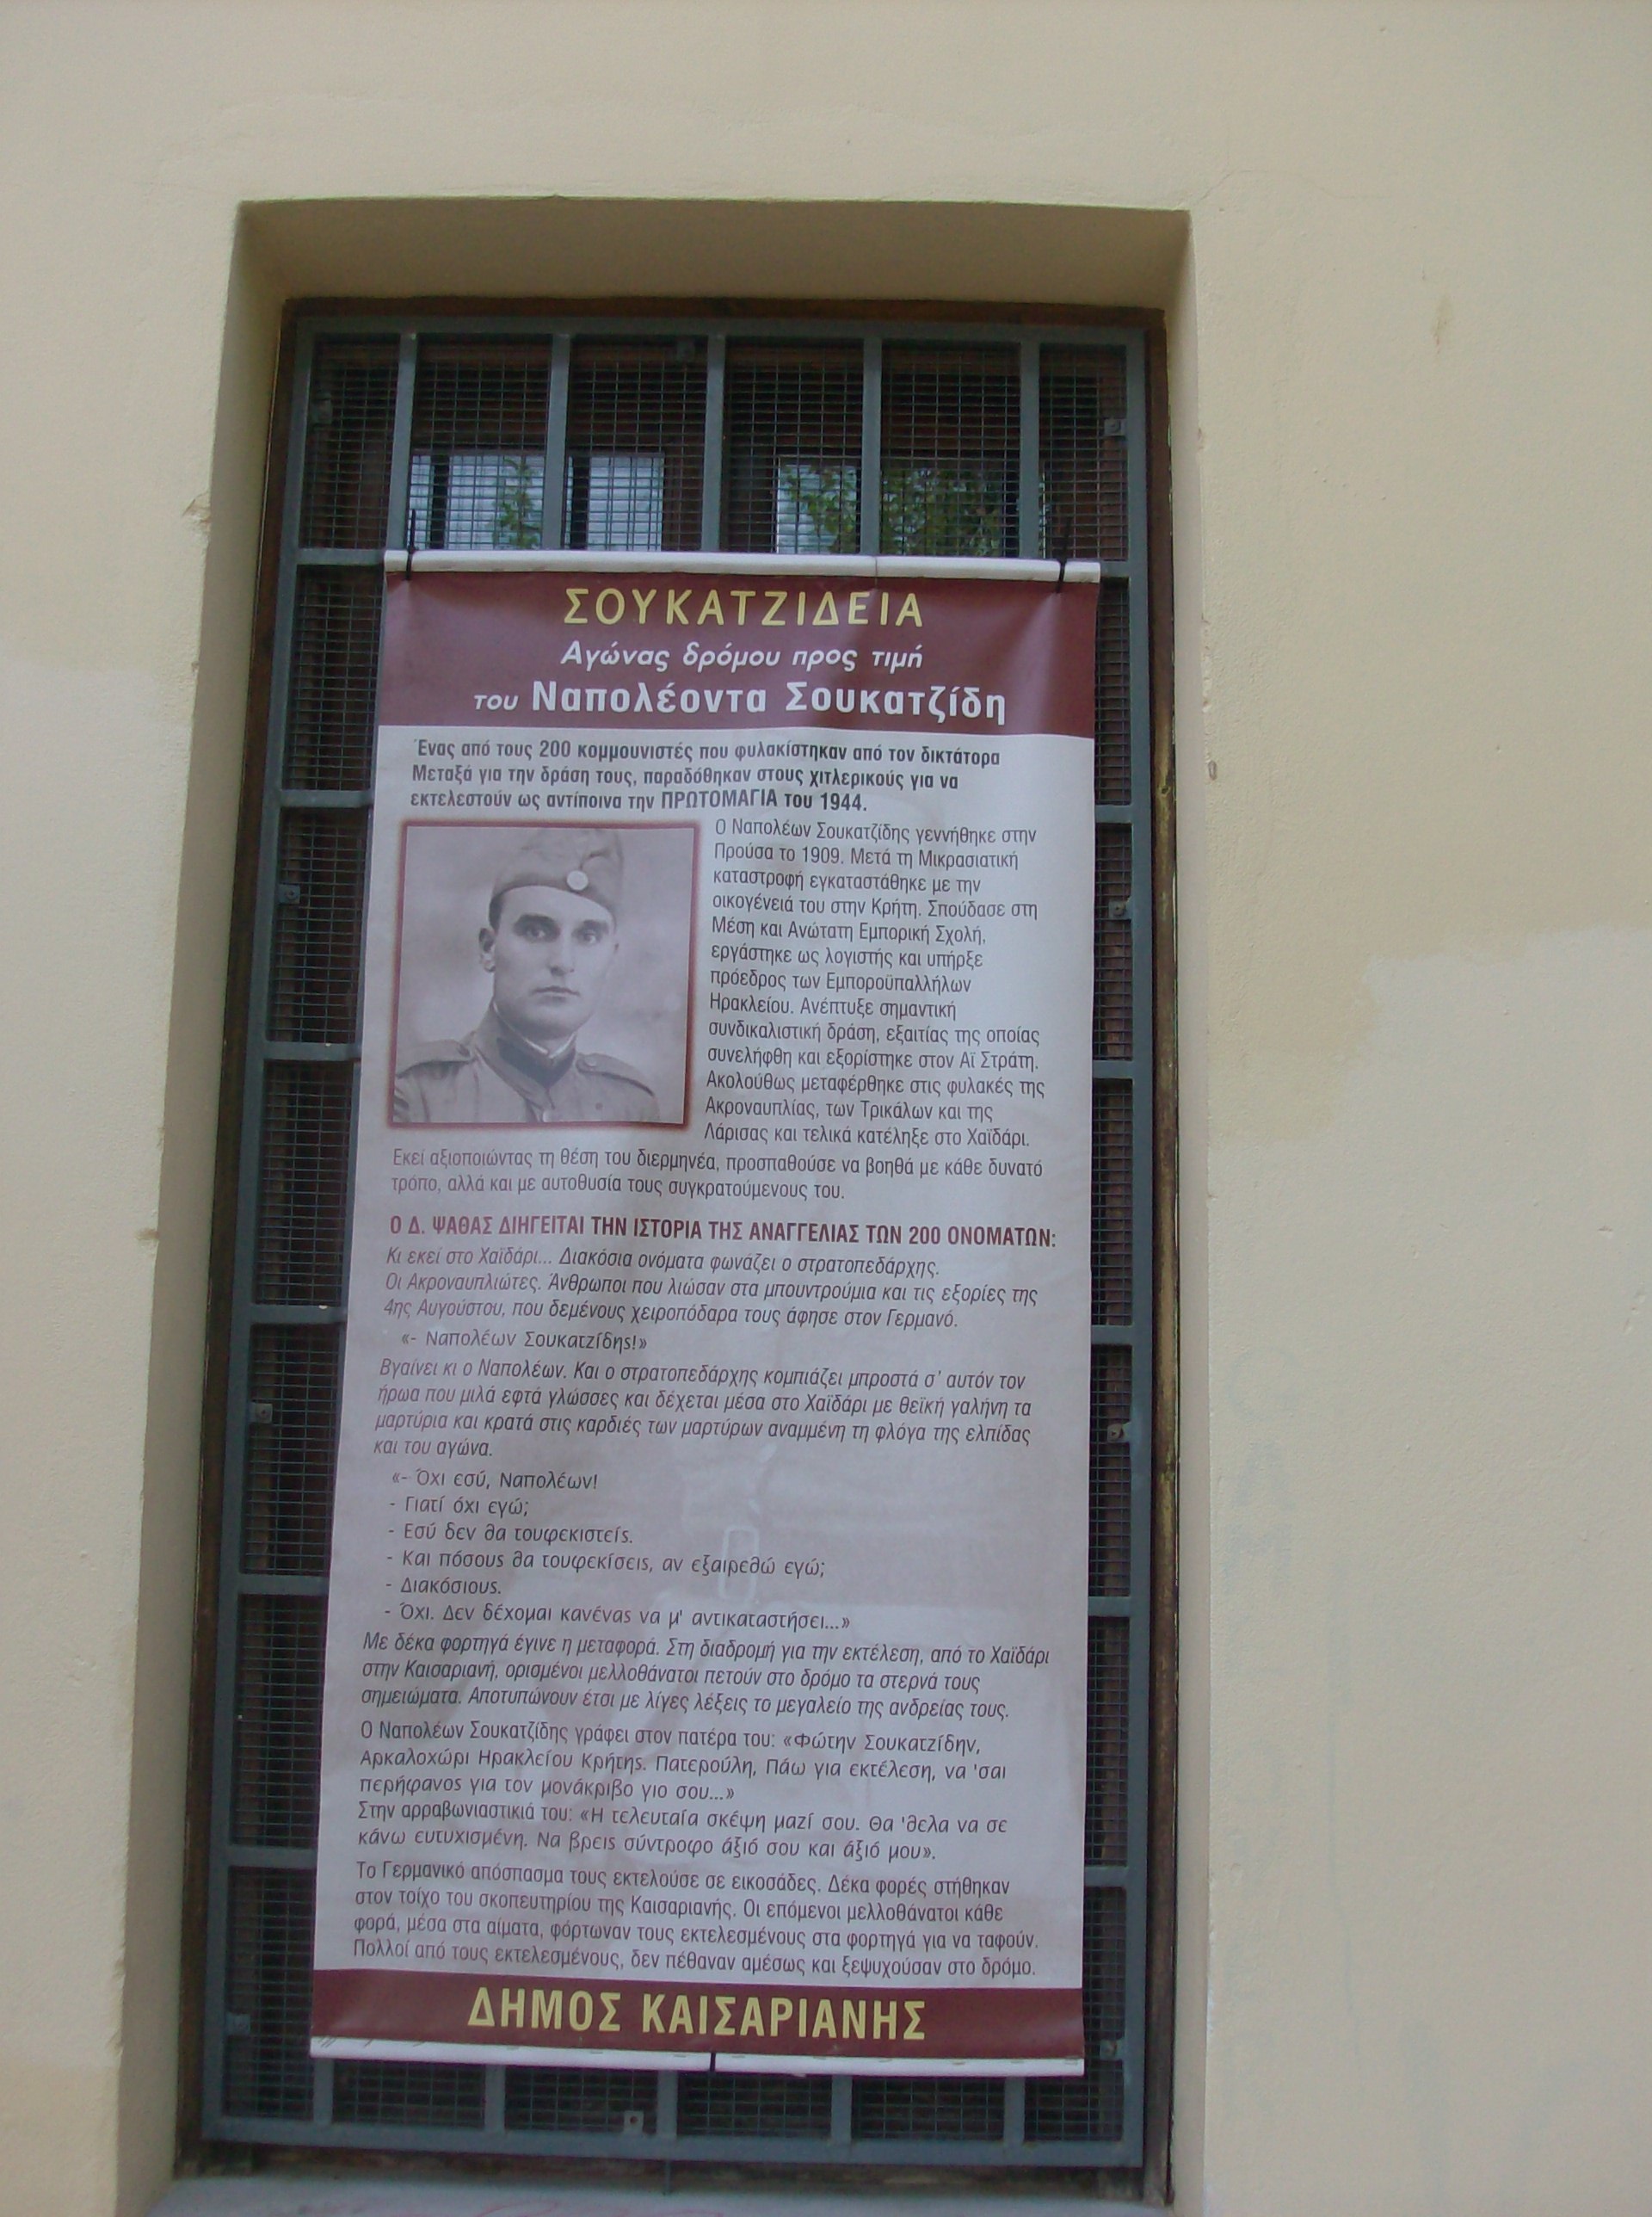 ΣΟΥΚΑΤΖΙΔΕΙΑ
Αγώνας δρόμου προς τιμή
του Ναπολέοντα Σουκατζίδη
Ένας από τους 200 κομμουνιστές που φυλακίστηκαν από τον δικτάτορα
Μεταξά για την δράση τους, παραδόθηκαν στους χιτλερικούς για να
εκτελεστούν ως αντίποινα την ΠΡΩΤΟΜΑΓΙΑ του 1944.
Ο Ναπολέων Σουκατζίδης γεννήθηκε στην
Προύσα το 1909. Μετά τη Μικρασιατική
καταστροφή εγκαταστάθηκε με την
οικογένειά του στην Κρήτη. Σπούδασε στη
Μέση και Ανώτατη Εμπορική Σχολή,
εργάστηκε ως λογιστής και υπήρξε
πρόεδρος των Εμποροϋπαλλήλων
Ηρακλείου. Ανέπτυξε σημαντική
συνδικαλιστική δράση, εξαιτίας της οποίας
συνελήφθη και εξορίστηκε στον Αϊ Στράτη.
Ακολούθως μεταφέρθηκε στις φυλακές της
Ακροναυπλίας, των Τρικάλων και της
Λάρισας και τελικά κατέληξε στο Χαϊδάρι.
Εκεί αξιοποιώντας τη θέση του διερμηνέα, προσπαθούσε να βοηθά με κάθε δυνατό
τρόπο, αλλά και με αυτοθυσία τους συγκρατούμενους του.
Ο Δ. ΨΑΘΑΣ ΔΙΗΓΕΙΤΑΙ ΤΗΝ ΙΣΤΟΡΙΑ ΤΗΣ ΑΝΑΓΓΕΛΙΑΣ ΤΩΝ 200 ΟΝΟΜΑΤΩΝ:
Κι εκεί στο Χαϊδάρι... Διακόσια ονόματα φωνάζει ο στρατοπεδάρχης.
Οι Ακροναυπλιώτες. Άνθρωποι που λιώσαν στα μπουντρούμια και τις εξορίες της
4ης Αυγούστου, που δεμένους χειροπόδαρα τους άφησε στον Γερμανό.
«- Ναπολέων Σουκατζίδης!»
Βγαίνει κι ο Ναπολέων. Και ο στρατοπεδάρχης κομπιάζει μπροστά σ' αυτόν τον
ήρωα που μιλά εφτά γλώσσες και δέχεται μέσα στο Χαϊδάρι με θεϊκή γαλήνη τα
μαρτύρια και κρατά στις καρδιές των μαρτύρων αναμμένη τη φλόγα της ελπίδας
και του αγώνα.
«- Όχι εσύ, Ναπολέων!
- Γιατί όχι εγώ;
- Εσύ δεν θα τουφεκιστείς.
- Και πόσους θα τουφεκίσεις, αν εξαιρεθώ εγώ;
- Διακόσιους.
- Όχι. Δεν δέχομαι κανένας να μ' αντικαταστήσει...»
Με δέκα φορτηγά έγινε η μεταφορά. Στη διαδρομή για την εκτέλεση, από το Χαϊδάρι
στην Καισαριανή, ορισμένοι μελλοθάνατοι πετούν στο δρόμο τα στερνά τους
σημειώματα. Αποτυπώνουν έτσι με λίγες λέξεις το μεγαλείο της ανδρείας τους.
Ο Ναπολέων Σουκατζίδης γράφει στον πατέρα του: «Φώτην Σουκατζίδην,
Αρκαλοχώρι Ηρακλείου Κρήτης. Πατερούλη, Πάω για εκτέλεση, να 'σαι
περήφανος για τον μονάκριβο γιο σου...»
Στην αρραβωνιαστικιά του: «Η τελευταία σκέψη μαζί σου. Θα 'θελα να σε
κάνω ευτυχισμένη. Να βρεις σύντροφο άξιό σου και άξιό μου».
Το Γερμανικό απόσπασμα τους εκτελούσε σε εικοσάδες. Δέκα φορές στήθηκαν
στον τοίχο του σκοπευτηρίου της Καισαριανής. Οι επόμενοι μελλοθάνατοι κάθε
φορά, μέσα στα αίματα, φόρτωναν τους εκτελεσμένους στα φορτηγά για να ταφούν.
Πολλοί από τους εκτελεσμένους, δεν πέθαναν αμέσως και ξεψυχούσαν στο δρόμο.
ΔΗΜΟΣ ΚΑΙΣΑΡΙΑΝΗΣ